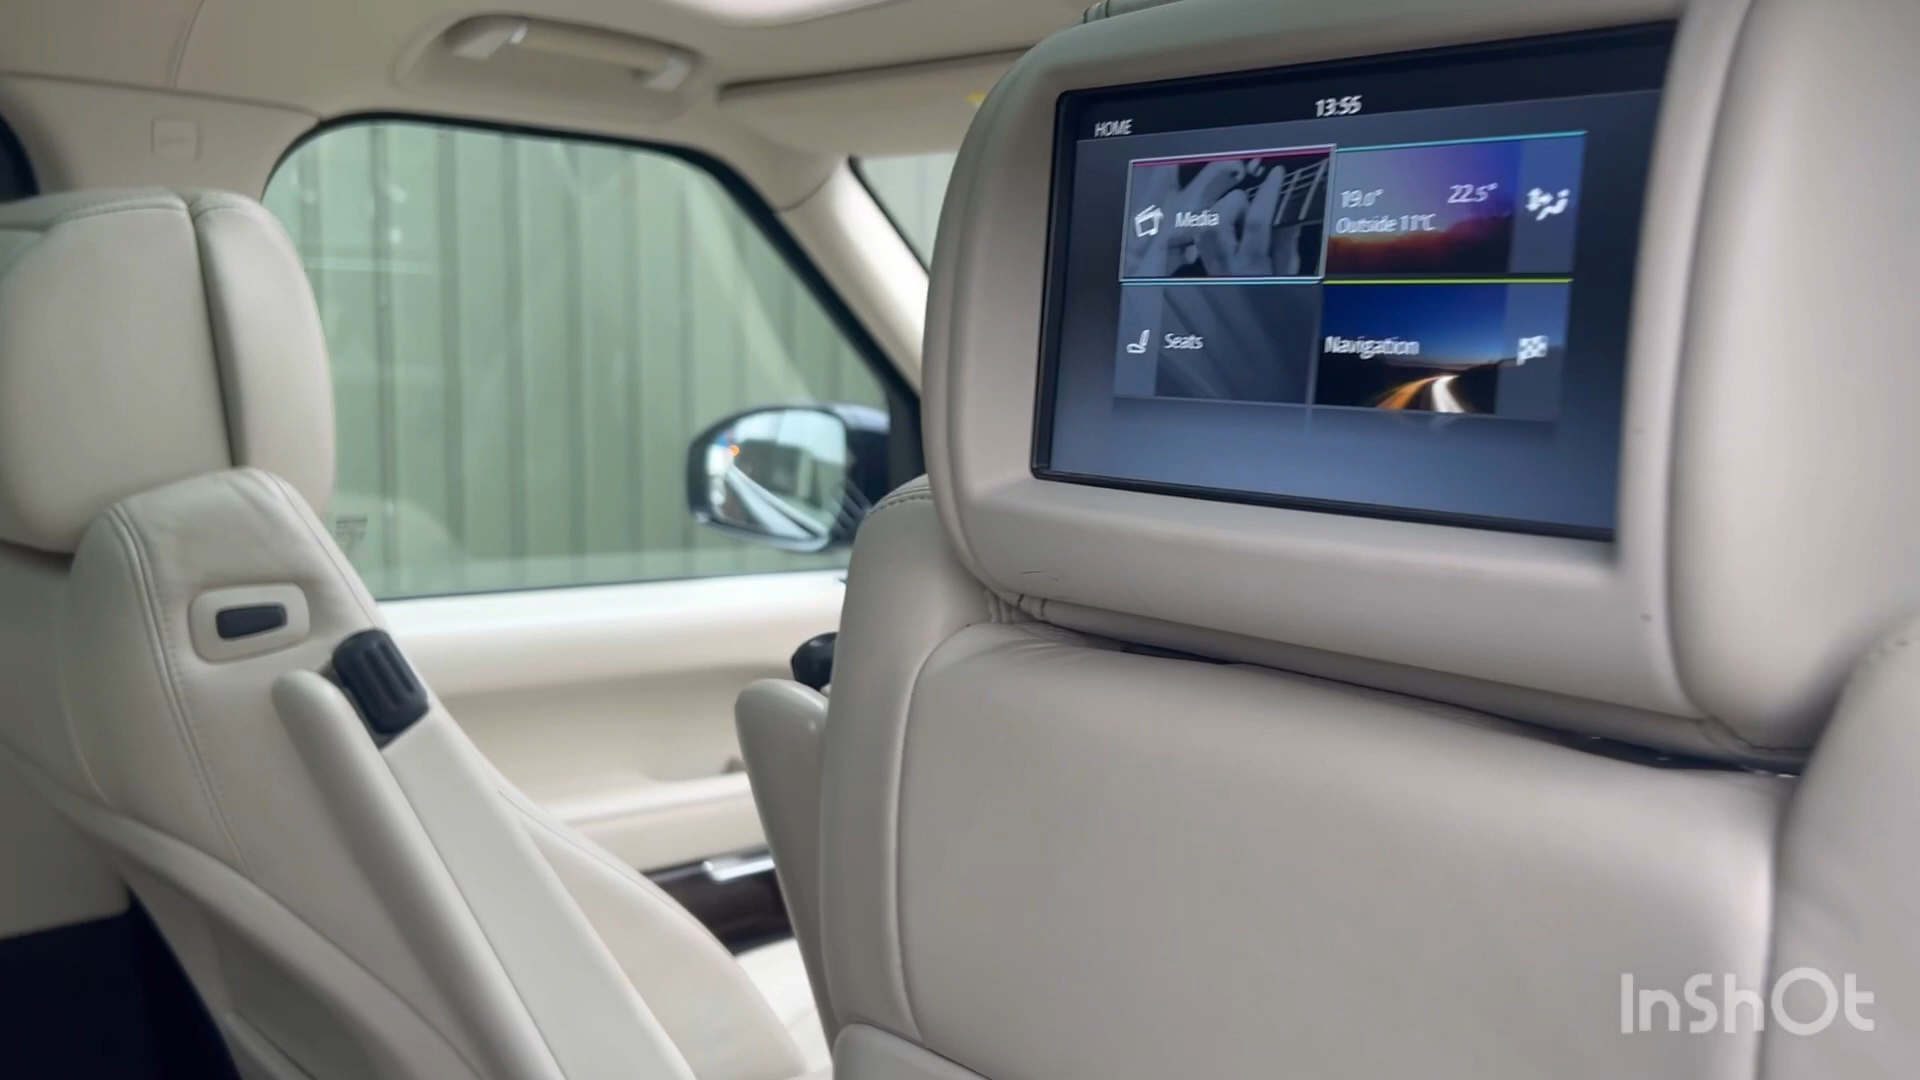 13:55
HOME
Media
19.0° 22.5°
Outside 11°C
Seats
Navigation
InShOt